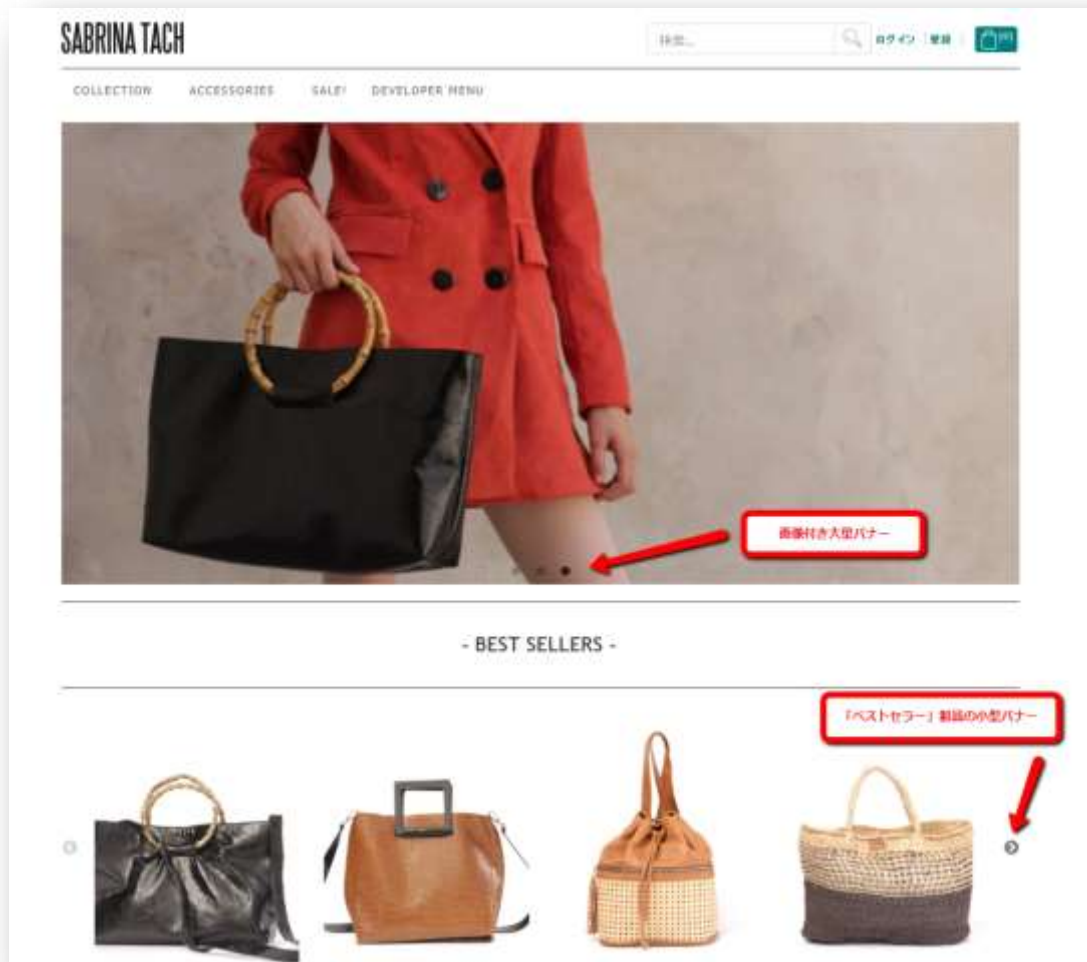 SABRINA TACH
検索...
ログイン | 登録 |
COLLECTION ACCESSORIES SALE! DEVELOPER MENU
画像付き大型バナー
- BEST SELLERS -
「ベストセラー」製品の小型バナー